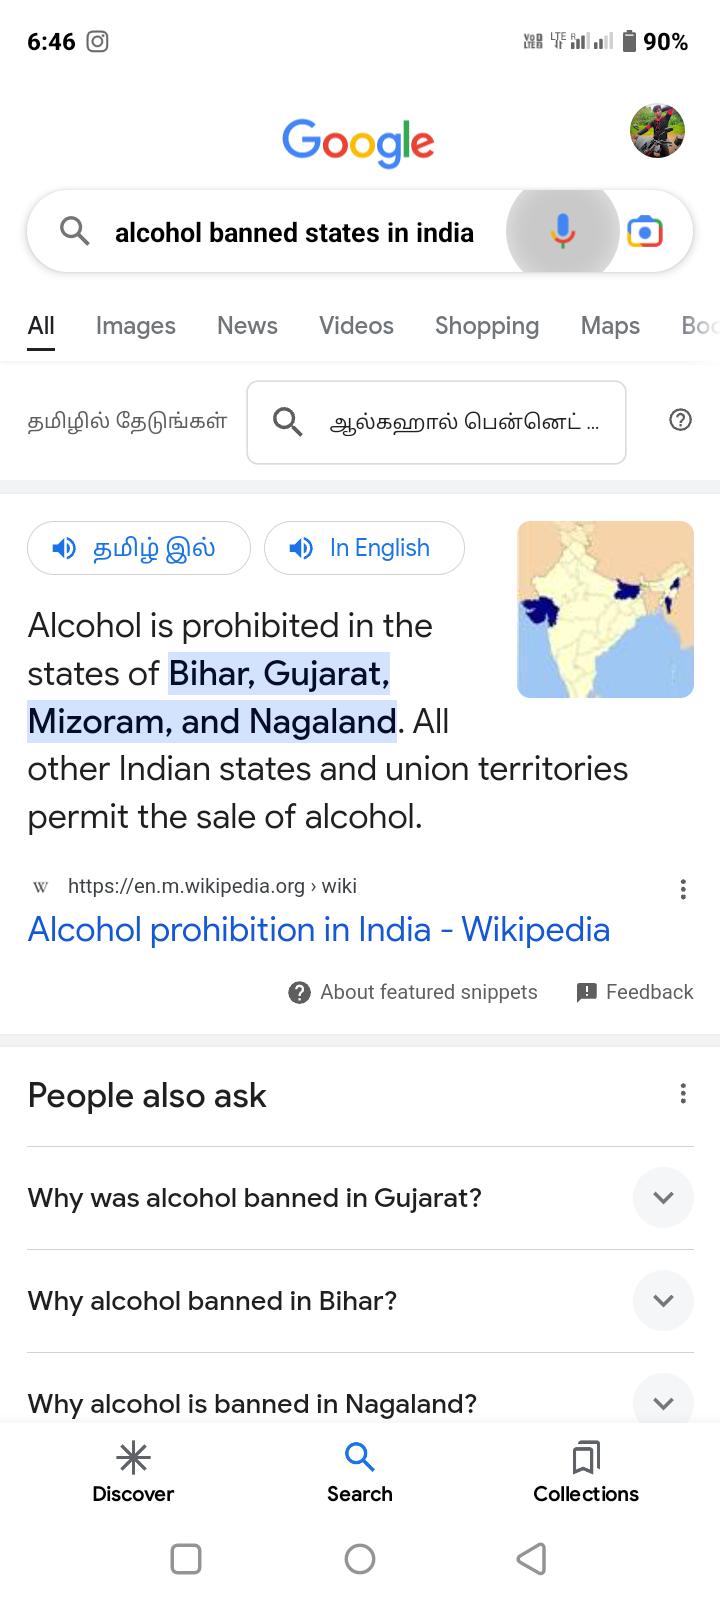 6:46
LTE
90%
Google
alcohol banned states in india
All Images News Videos Shopping Maps
தமிழில் தேடுங்கள் ஆல்கஹால் பென்னெட் ...
தமிழ் இல் In English
Alcohol is prohibited in the
states of Bihar, Gujarat,
Mizoram, and Nagaland. All
other Indian states and union territories
permit the sale of alcohol.
W https://en.m.wikipedia.org › wiki
Alcohol prohibition in India - Wikipedia
About featured snippets Feedback
People also ask
Why was alcohol banned in Gujarat?
Why alcohol banned in Bihar?
Why alcohol is banned in Nagaland?
Discover Search Collections